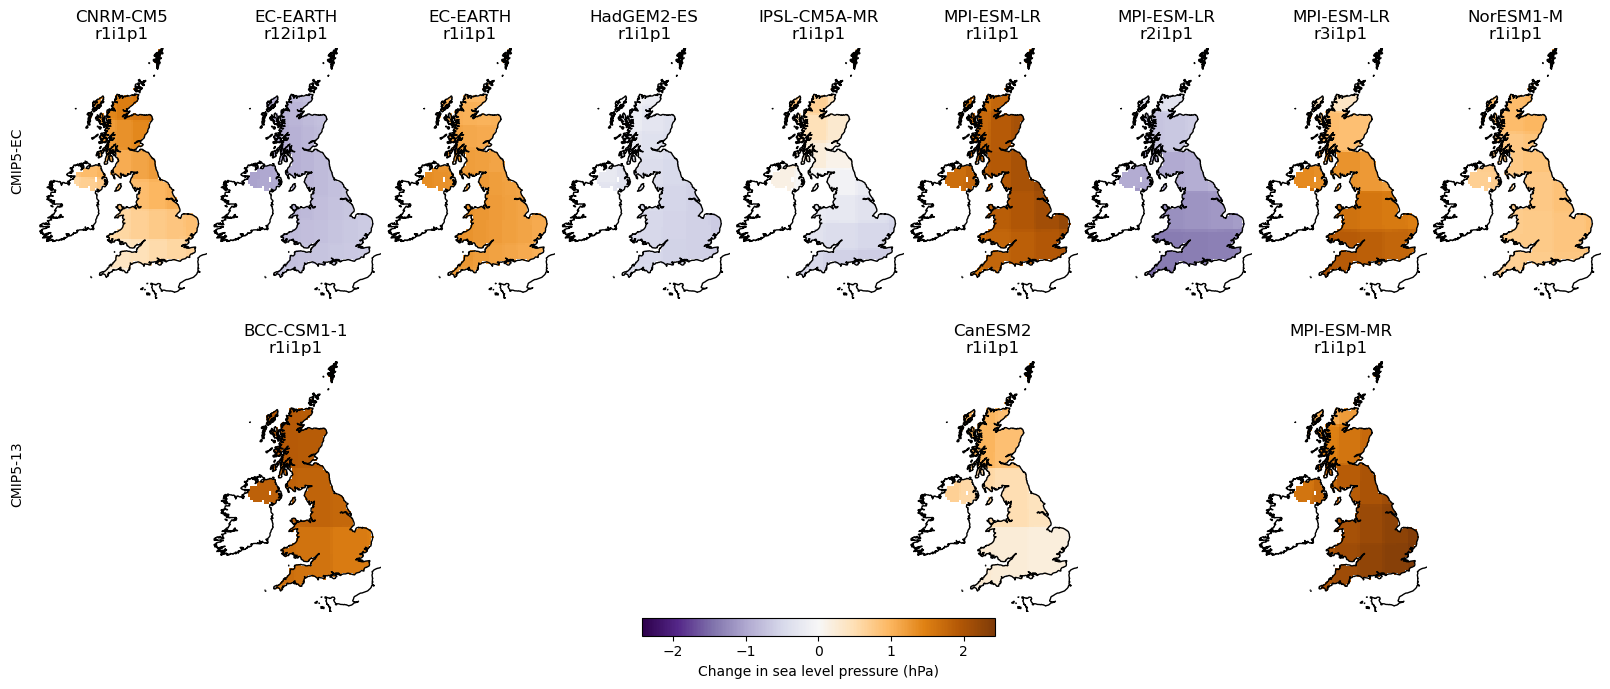 CNRM-CM5
r1i1p1
EC-EARTH
r12i1p1
EC-EARTH
r1i1p1
HadGEM2-ES
r1i1p1
IPSL-CM5A-MR
r1i1p1
MPI-ESM-LR
r1i1p1
MPI-ESM-LR
r2i1p1
MPI-ESM-LR
r3i1p1
NorESM1-M
r1i1p1
CMIP5-EC
BCC-CSM1-1
r1i1p1
CanESM2
r1i1p1
MPI-ESM-MR
r1i1p1
CMIP5-13
−2 −1 0 1 2
Change in sea level pressure (hPa)